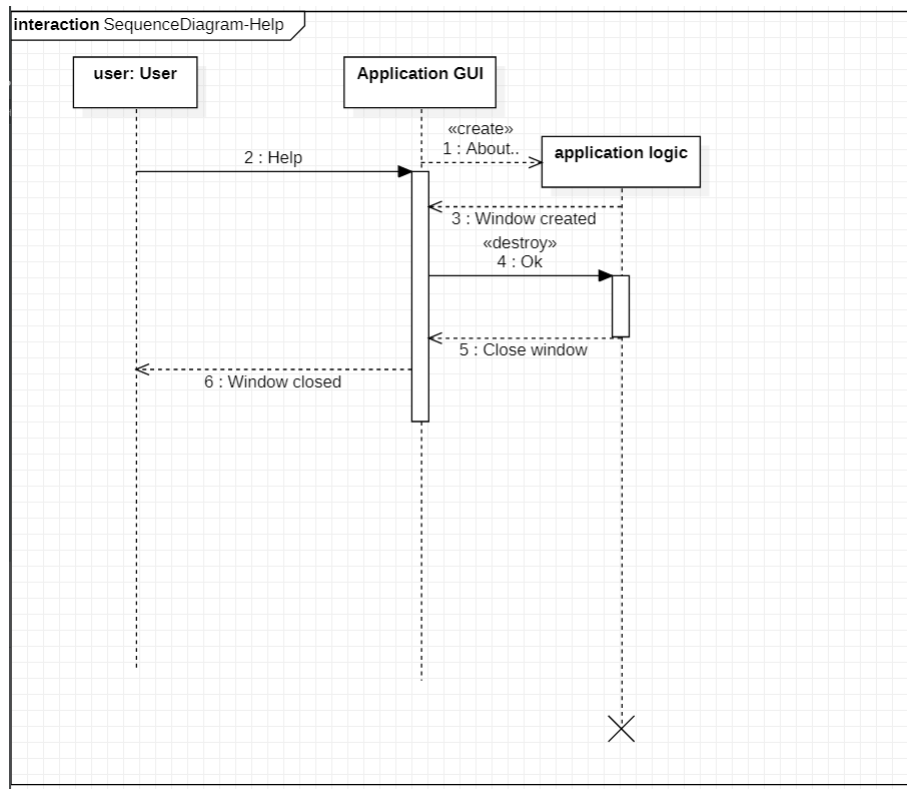 interaction SequenceDiagram-Help
user: User
Application GUI
«create»
1 : About..
application logic
2 : Help
3 : Window created
«destroy»
4 : Ok
5 : Close window
6 : Window closed